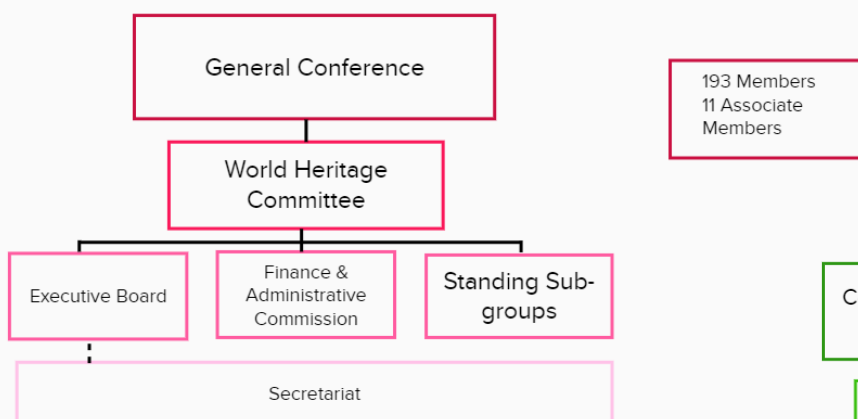 General Conference
193 Members
11 Associate
Members
World Heritage
Committee
Executive Board
Finance &
Administrative
Commission
Standing Sub-
groups
C
Secretariat